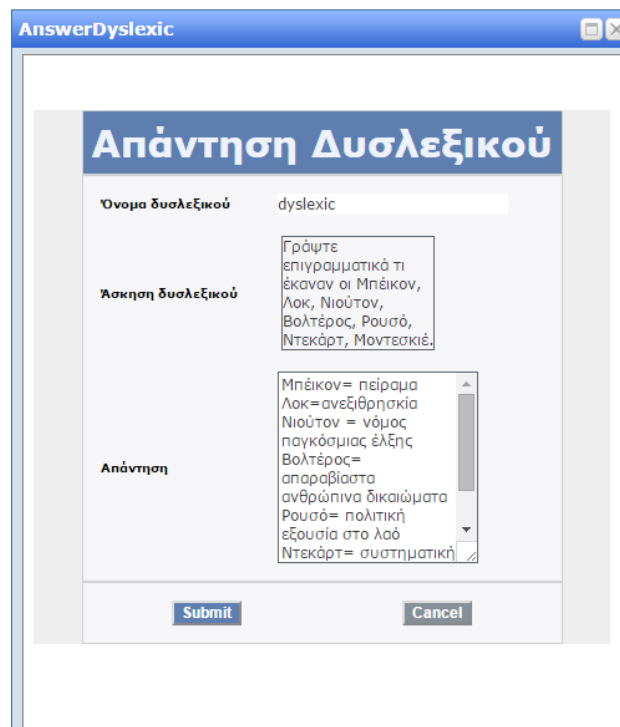 AnswerDyslexic
Απάντηση Δυσλεξικού
Όνομα δυσλεξικού dyslexic
Άσκηση δυσλεξικού
Γράψτε
επιγραμματικά τι
έκαναν οι Μπέικον,
Λοκ, Νιούτον,
Βολτέρος, Ρουσό,
Ντεκάρτ, Μοντεσκιέ.
Απάντηση
Μπέικον= πείραμα
Λοκ=ανεξιθρησκία
Νιούτον = νόμος
παγκόσμιας έλξης
Βολτέρος=
απαραβίαστα
ανθρώπινα δικαιώματα
Ρουσό= πολιτική
εξουσία στο λαό
Ντεκάρτ= συστηματική
Submit Cancel